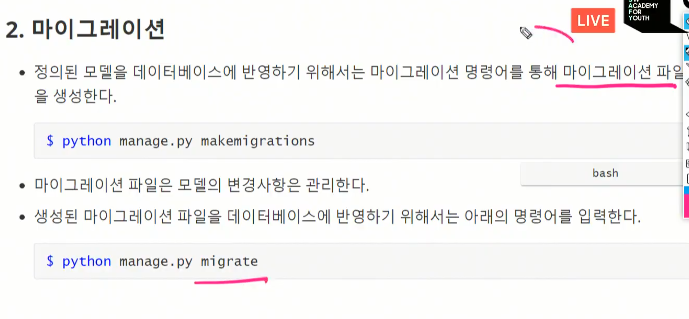 ACADEMY
FOR
YOUTH
LIVE
2. 마이그레이션
정의된 모델을 데이터베이스에 반영하기 위해서는 마이그레이션 명령어를 통해 마이그레이션 파일
을 생성한다.
$ python manage.py makemigrations
bash
마이그레이션 파일은 모델의 변경사항은 관리한다.
생성된 마이그레이션 파일을 데이터베이스에 반영하기 위해서는 아래의 명령어를 입력한다.
$ python manage.py migrate